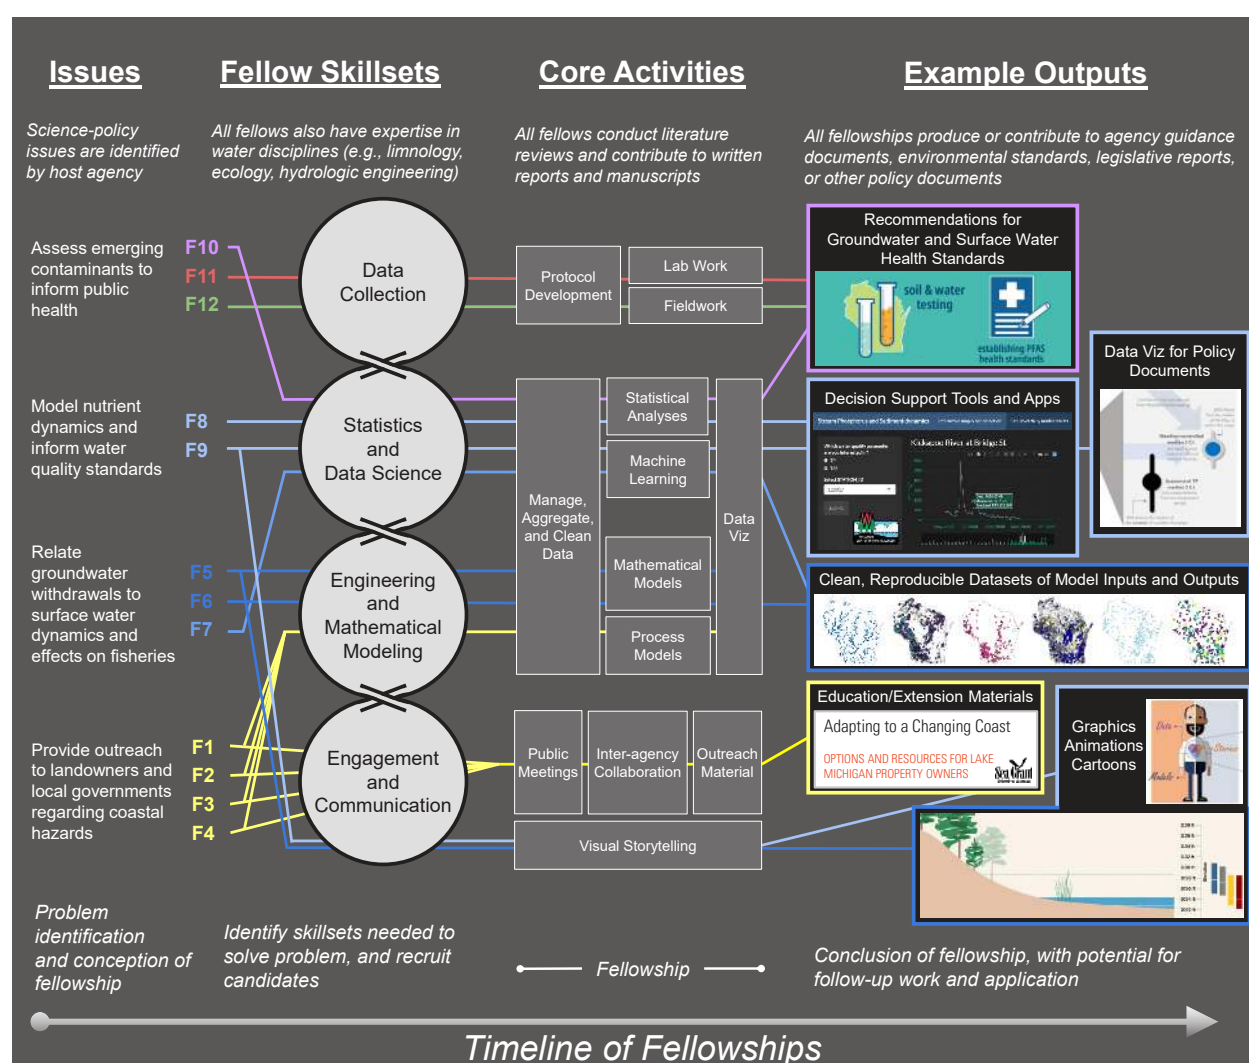 Issues
Fellow Skillsets
Core Activities
Example Outputs
Science-policy
issues are identified
by host agency
All fellows also have expertise in
water disciplines (e.g., limnology,
ecology, hydrologic engineering)
All fellows conduct literature
reviews and contribute to written
reports and manuscripts
All fellowships produce or contribute to agency guidance
documents, environmental standards, legislative reports,
or other policy documents
Assess emerging
contaminants to
inform public
health
F10
F11
F12
Model nutrient
dynamics and
inform water
quality standards
F8
F9
Relate
groundwater
withdrawals to
surface water
dynamics and
effects on fisheries
F5
F6
F7
Provide outreach
to landowners and
local governments
regarding coastal
hazards
F1
F2
F3
F4
Data
Collection
Statistics
and
Data Science
Engineering
and
Mathematical
Modeling
Engagement
and
Communication
Protocol
Development
Lab Work
Fieldwork
Manage,
Aggregate,
and Clean
Data
Statistical
Analyses
Machine
Learning
Mathematical
Models
Process
Models
Data
Viz
Public
Meetings
Inter-agency
Collaboration
Outreach
Material
Visual Storytelling
Recommendations for
Groundwater and Surface Water
Health Standards
soil & water
testing
establishing PFAS
health standards
Decision Support Tools and Apps
Stream Phosphorus and Sediment dynamics
Kickapoo River at Bridge St
Data Viz for Policy
Documents
Clean, Reproducible Datasets of Model Inputs and Outputs
Education/Extension Materials
Adapting to a Changing Coast
OPTIONS AND RESOURCES FOR LAKE
MICHIGAN PROPERTY OWNERS
Sea Grant
Graphics
Animations
Cartoons
Data
Stories
Models
Problem
identification
and conception of
fellowship
Identify skillsets needed to
solve problem, and recruit
candidates
Fellowship
Conclusion of fellowship, with potential for
follow-up work and application
Timeline of Fellowships